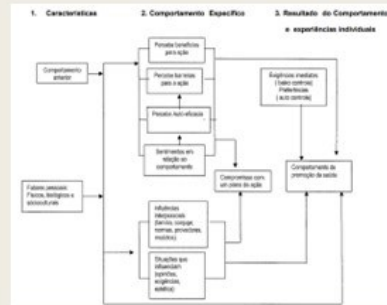 1. Características
2. Comportamento Específico
3. Resultado do Comportamento
e experiências individuais
Comportamento
anterior
Fatores pessoais:
Físicos, biológicos e
socioculturais
Percebe benefícios
para ação
Percebe barreiras
para a ação
Percebe Auto-eficácia
Sentimentos em
relação ao
comportamento
Influências
interpessoais
(família, conjuge,
normas, provedores,
modelos)
Situações que
influenciam
(opiniões,
exigências,
estética)
Compromisso com
um plano de ação
Exigências imediatas
(baixo controle)
Preferências
(auto controle)
Comportamento de
promoção da saúde